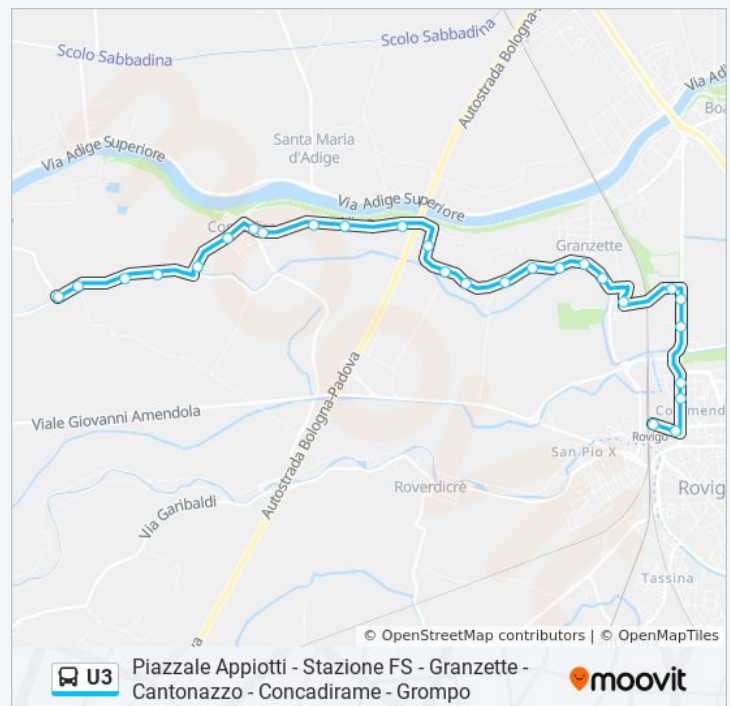 Scolo Sabbadina
Scolo Sabbadina
Autostrada Bologna-
Via Adi
Boa
Santa Maria
d'Adige
Via Adige Superiore
Via Adige Superiore
Granzette
Autostrada Bologna-Padova
Viale Giovanni Amendola
Commend
Rovigo
San Pio X
Roverdicrè
Rovig
Via Garibaldi
Tassina
© OpenStreetMap contributors | © OpenMapTiles
U3
Piazzale Appiotti - Stazione FS - Granzette -
Cantonazzo - Concadirame - Grompo
moovit